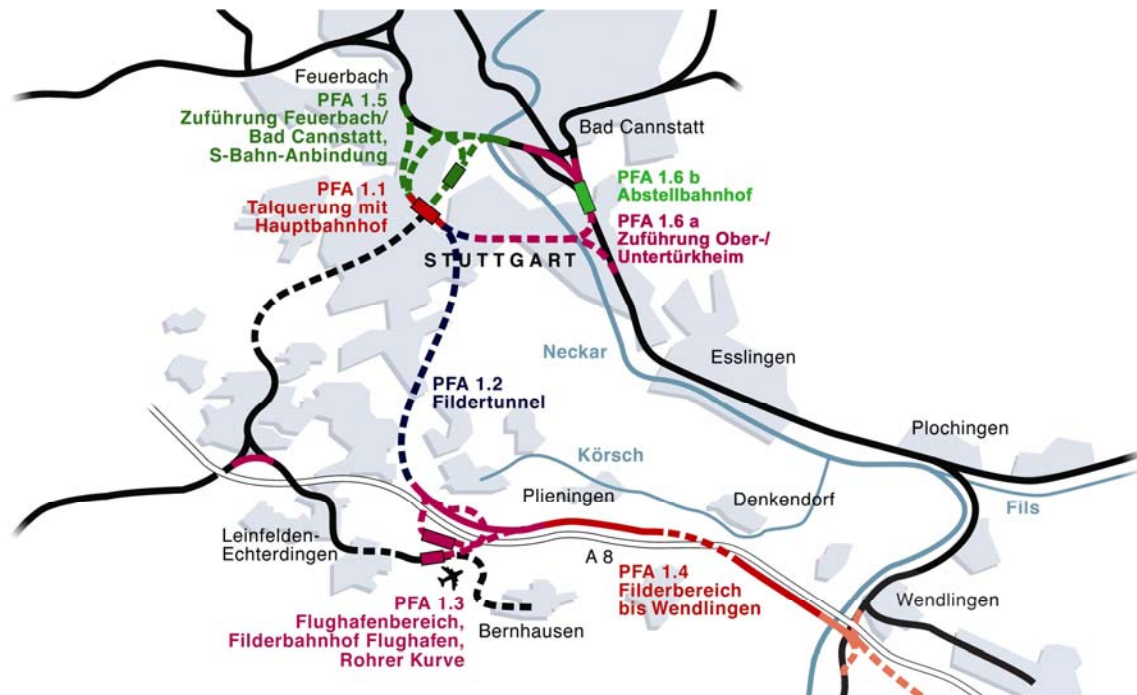 Feuerbach
PFA 1.5
Zuführung Feuerbach/
Bad Cannstatt,
S-Bahn-Anbindung
Bad Cannstatt
PFA 1.1
Talquerung mit
Hauptbahnhof
PFA 1.6 b
Abstellbahnhof
PFA 1.6 a
Zuführung Ober-/
Untertürkheim
STUTTGART
Neckar
Esslingen
PFA 1.2
Fildertunnel
Plochingen
Körsch
Plieningen
Denkendorf
Fils
Leinfelden-
Echterdingen
A 8
PFA 1.4
Filderbereich
bis Wendlingen
Wendlingen
PFA 1.3
Flughafenbereich,
Filderbahnhof Flughafen,
Rohrer Kurve
Bernhausen